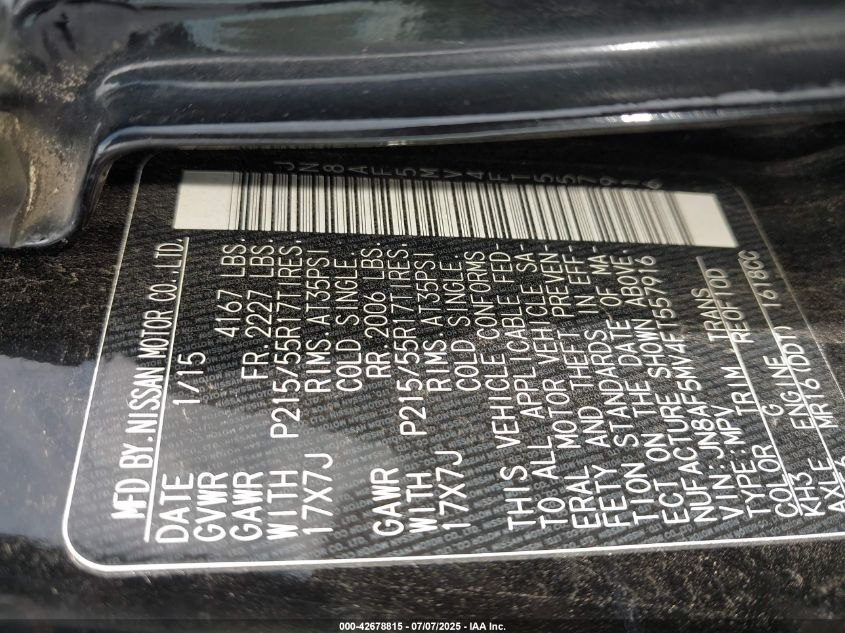 JN8AF5MV4FT557916
MFD BY.NISSAN MOTOR CO.,LTD.
DATE 1/15
GVWR 4167 LBS.
GAWR FR.2227 LBS.
WITH P215/55R17TIRES.
17X7J RIMS AT35PSI
COLD SINGLE
GAWR RR.2006 LBS.
WITH P215/55R17TIRES.
17X7J RIMS AT35PSI
COLD SINGLE.
THIS VEHICLE CONFORMS
TO ALL APPLICABLE FED-
ERAL MOTOR VEHICLE SA-
FETY AND THEFT PREVEN-
TION STANDARDS IN EFF-
ECT ON THE DATE OF MA-
NUFACTURE SHOWN ABOVE.
VIN:JN8AF5MV4FT557916
TYPE:MPV
COLOR TRIM TRANS
KH3 G RE0F10D
AXLE ENGINE
MR16(DDT) 1618CC
000-42678815 - 07/07/2025 - IAA Inc.